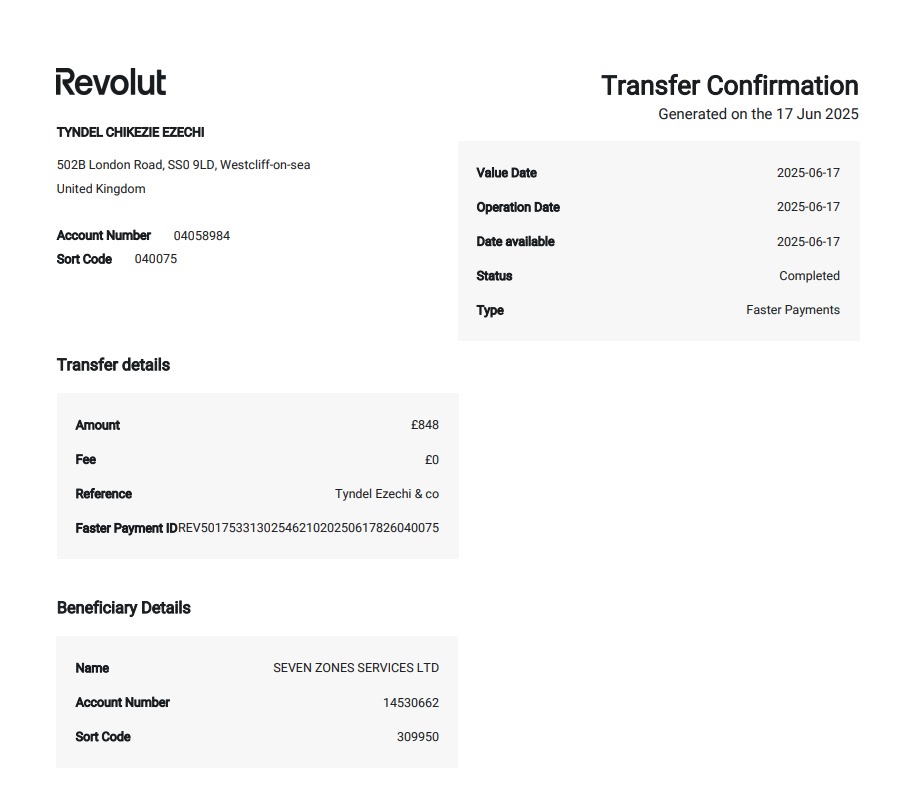 Revolut
Transfer Confirmation
Generated on the 17 Jun 2025
TYNDEL CHIKEZIE EZECHI
502B London Road, SS0 9LD, Westcliff-on-sea
United Kingdom
Account Number 04058984
Sort Code 040075
Value Date 2025-06-17
Operation Date 2025-06-17
Date available 2025-06-17
Status Completed
Type Faster Payments
Transfer details
Amount £848
Fee £0
Reference Tyndel Ezechi & co
Faster Payment IDREV501753313025462102025061782604​0075
Beneficiary Details
Name SEVEN ZONES SERVICES LTD
Account Number 14530662
Sort Code 309950